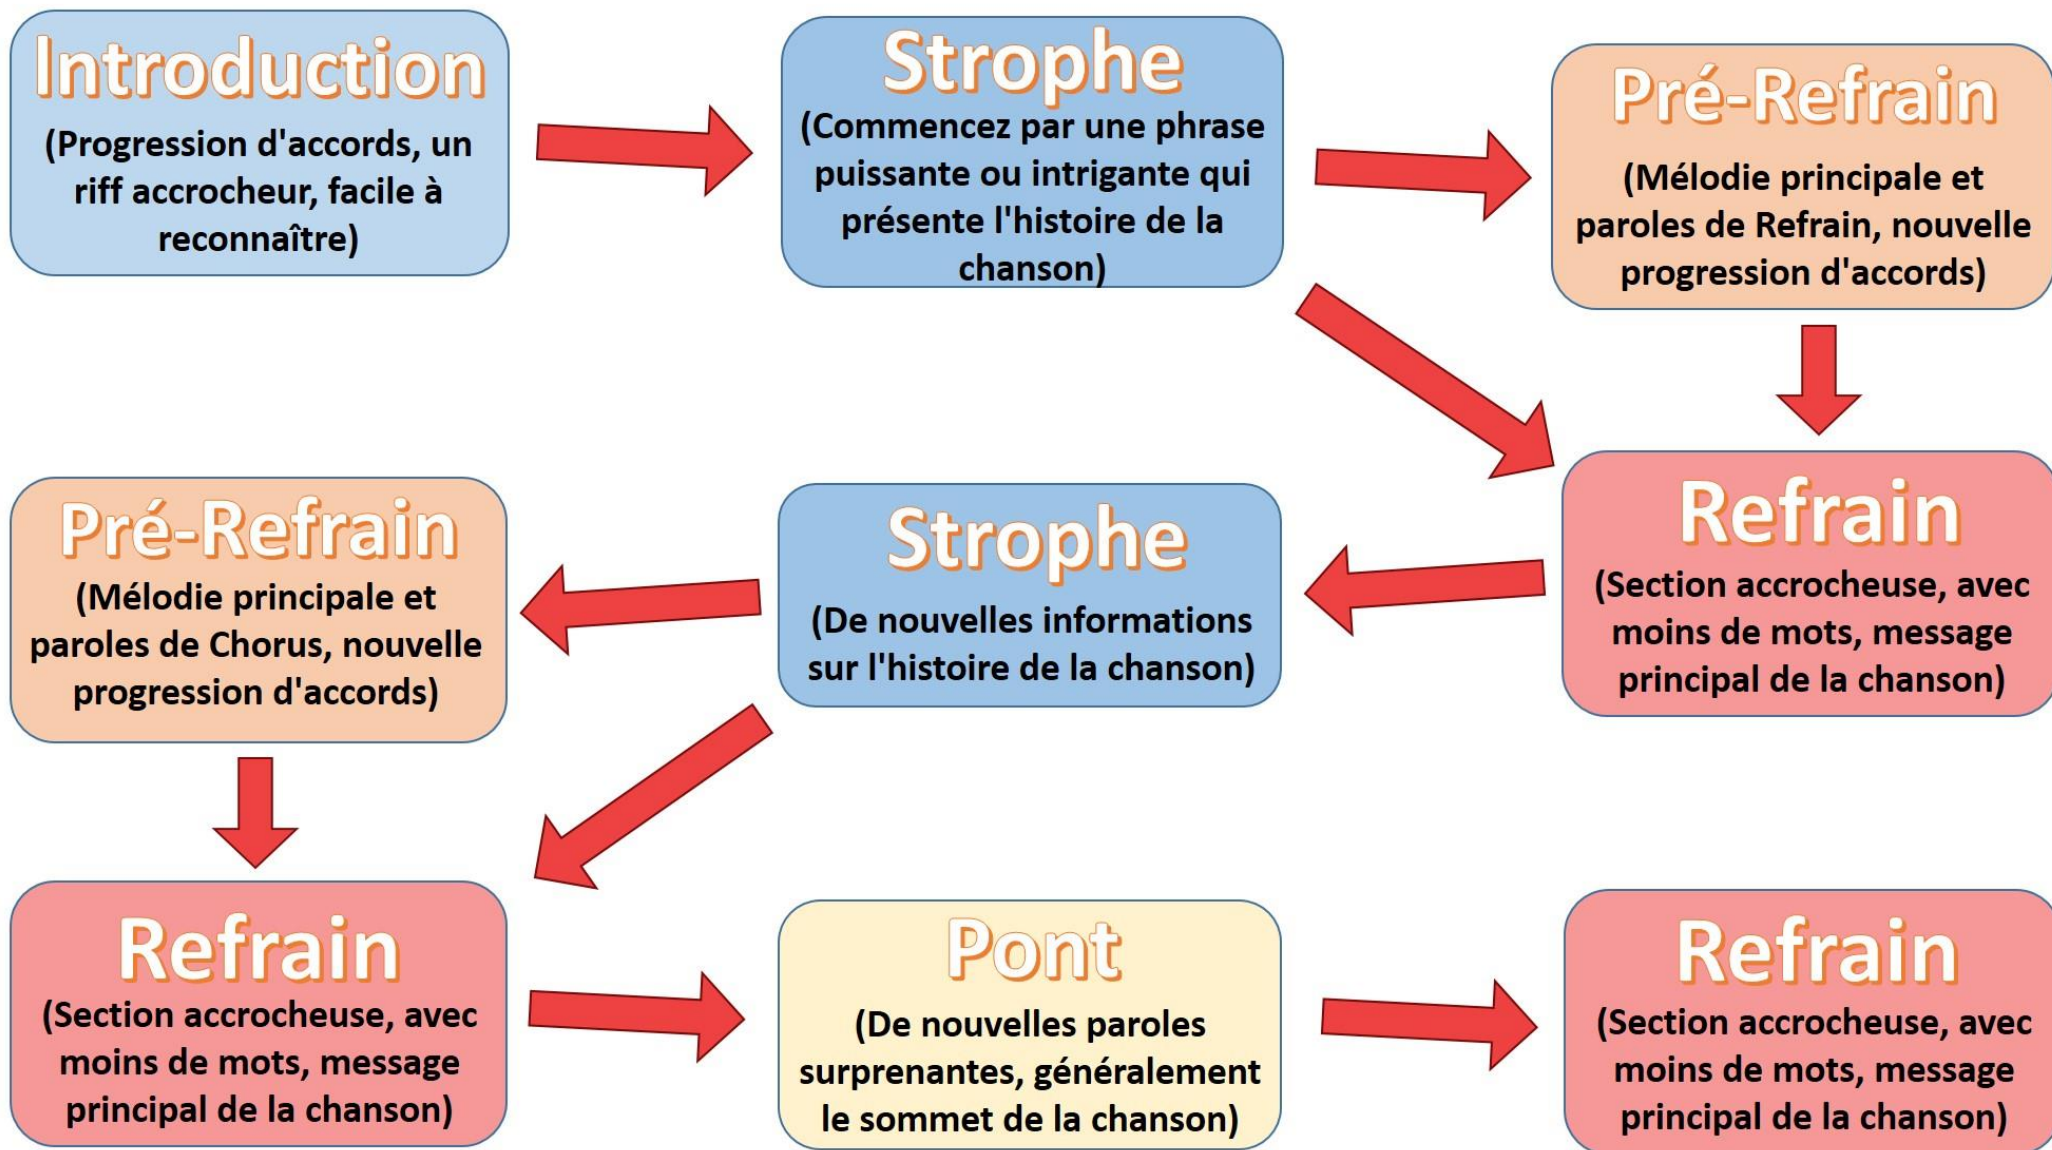 Introduction
(Progression d'accords, un
riff accrocheur, facile à
reconnaître)
Strophe
(Commencez par une phrase
puissante ou intrigante qui
présente l'histoire de la
chanson)
Pré-Refrain
(Mélodie principale et
paroles de Refrain, nouvelle
progression d'accords)
Refrain
(Section accrocheuse, avec
moins de mots, message
principal de la chanson)
Strophe
(De nouvelles informations
sur l'histoire de la chanson)
Pré-Refrain
(Mélodie principale et
paroles de Chorus, nouvelle
progression d'accords)
Refrain
(Section accrocheuse, avec
moins de mots, message
principal de la chanson)
Pont
(De nouvelles paroles
surprenantes, généralement
le sommet de la chanson)
Refrain
(Section accrocheuse, avec
moins de mots, message
principal de la chanson)